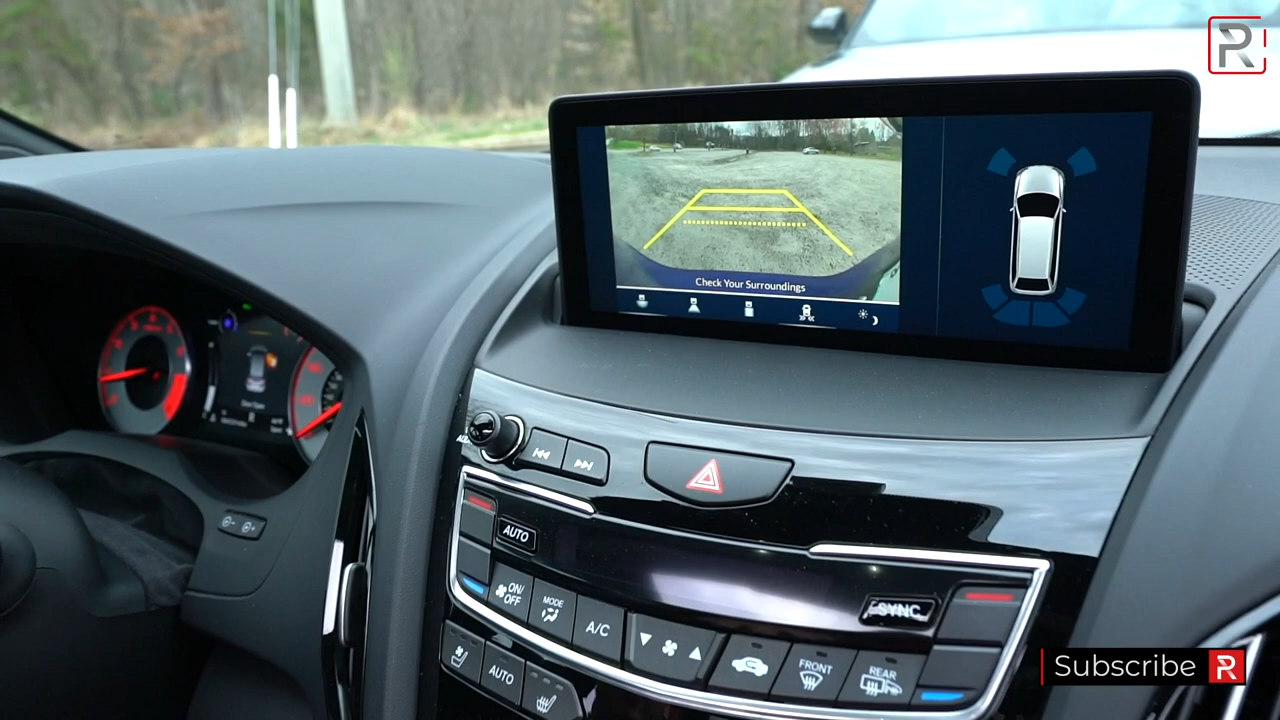 Check Your Surroundings
AUTO
ON/
OFF
MODE
A/C
SYNC
FRONT
REAR
AUTO
Subscribe R
R